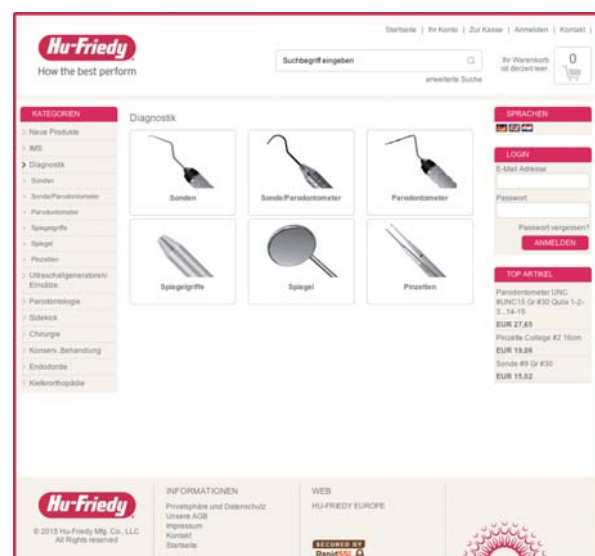 Startseite | Ihr Konto | Zur Kasse | Anmelden | Kontakt |
Hu-Friedy
How the best perform
Suchbegriff eingeben
erweiterte Suche
Ihr Warenkorb
ist derzeit leer.
0
KATEGORIEN
Neue Produkte
IMS
Diagnostik
Sonden
Sonde/Parodontometer
Parodontometer
Spiegelgriffe
Spiegel
Pinzetten
Ultraschallgeneratoren/
Einsätze
Parodontologie
Sidekick
Chirurgie
Konserv. Behandlung
Endodontie
Kieferorthopädie
Diagnostik
Sonden
Sonde/Parodontometer
Parodontometer
Spiegelgriffe
Spiegel
Pinzetten
SPRACHEN
LOGIN
E-Mail Adresse
Passwort
Passwort vergessen?
ANMELDEN
TOP ARTIKEL
Parodontometer UNC
#UNC15 Gr #30 Qulix 1-2-
3...14-15
EUR 27,65
Pinzette College #2 16cm
EUR 19,06
Sonde #9 Gr #30
EUR 15,02
Hu-Friedy
© 2015 Hu-Friedy Mfg. Co., LLC.
All Rights reserved
INFORMATIONEN
Privatsphäre und Datenschutz
Unsere AGB
Impressum
Kontakt
Startseite
WEB
HU-FRIEDY EUROPE
SECURED BY
RapidSSL